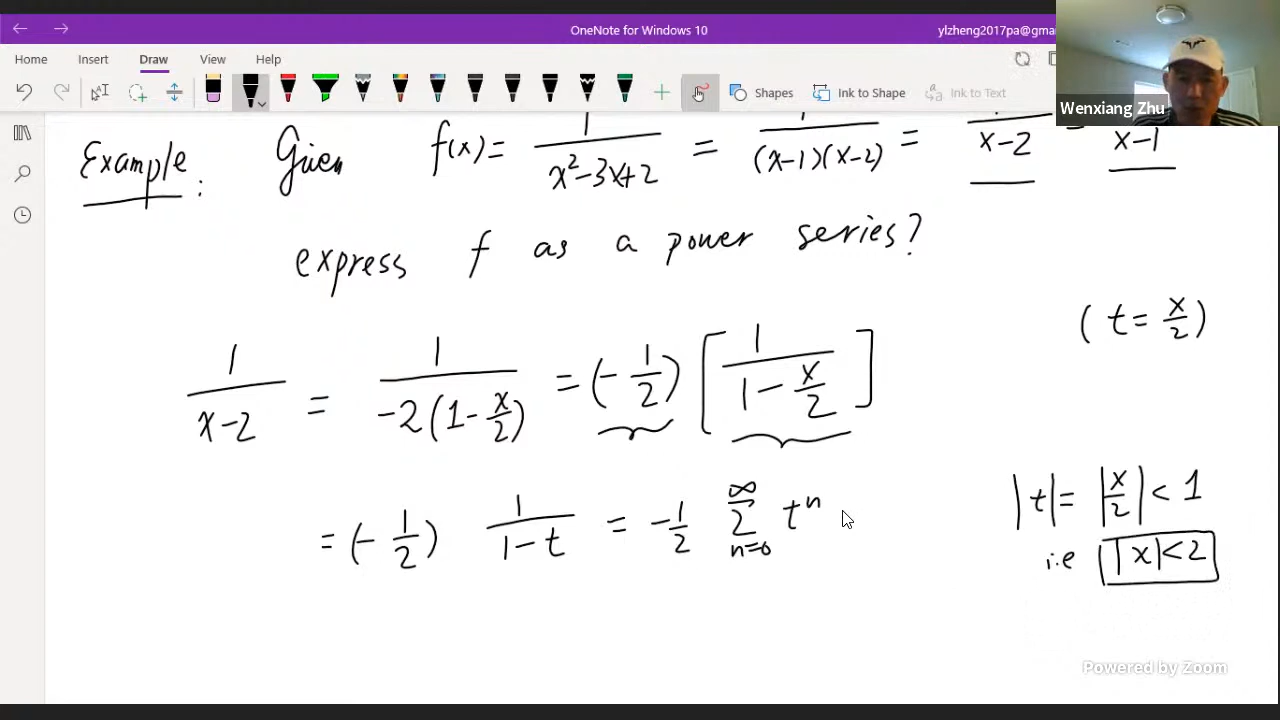 OneNote for Windows 10
ylzheng2017pa@gma
Home Insert Draw View Help
Shapes Ink to Shape Ink to Text
Wenxiang Zhu
Example: Given f(x) = 1/(x²-3x+2) = 1/((x-1)(x-2)) = 1/(x-2) - 1/(x-1)
express f as a power series?
(t = x/2)
1/(x-2) = 1/(-2(1-x/2)) = (-1/2) [1/(1-x/2)]
= (-1/2) 1/(1-t) = -1/2 ∑_{n=0}^{∞} t^n
|t| = |x/2| < 1
i.e |x|<2
Powered by Zoom